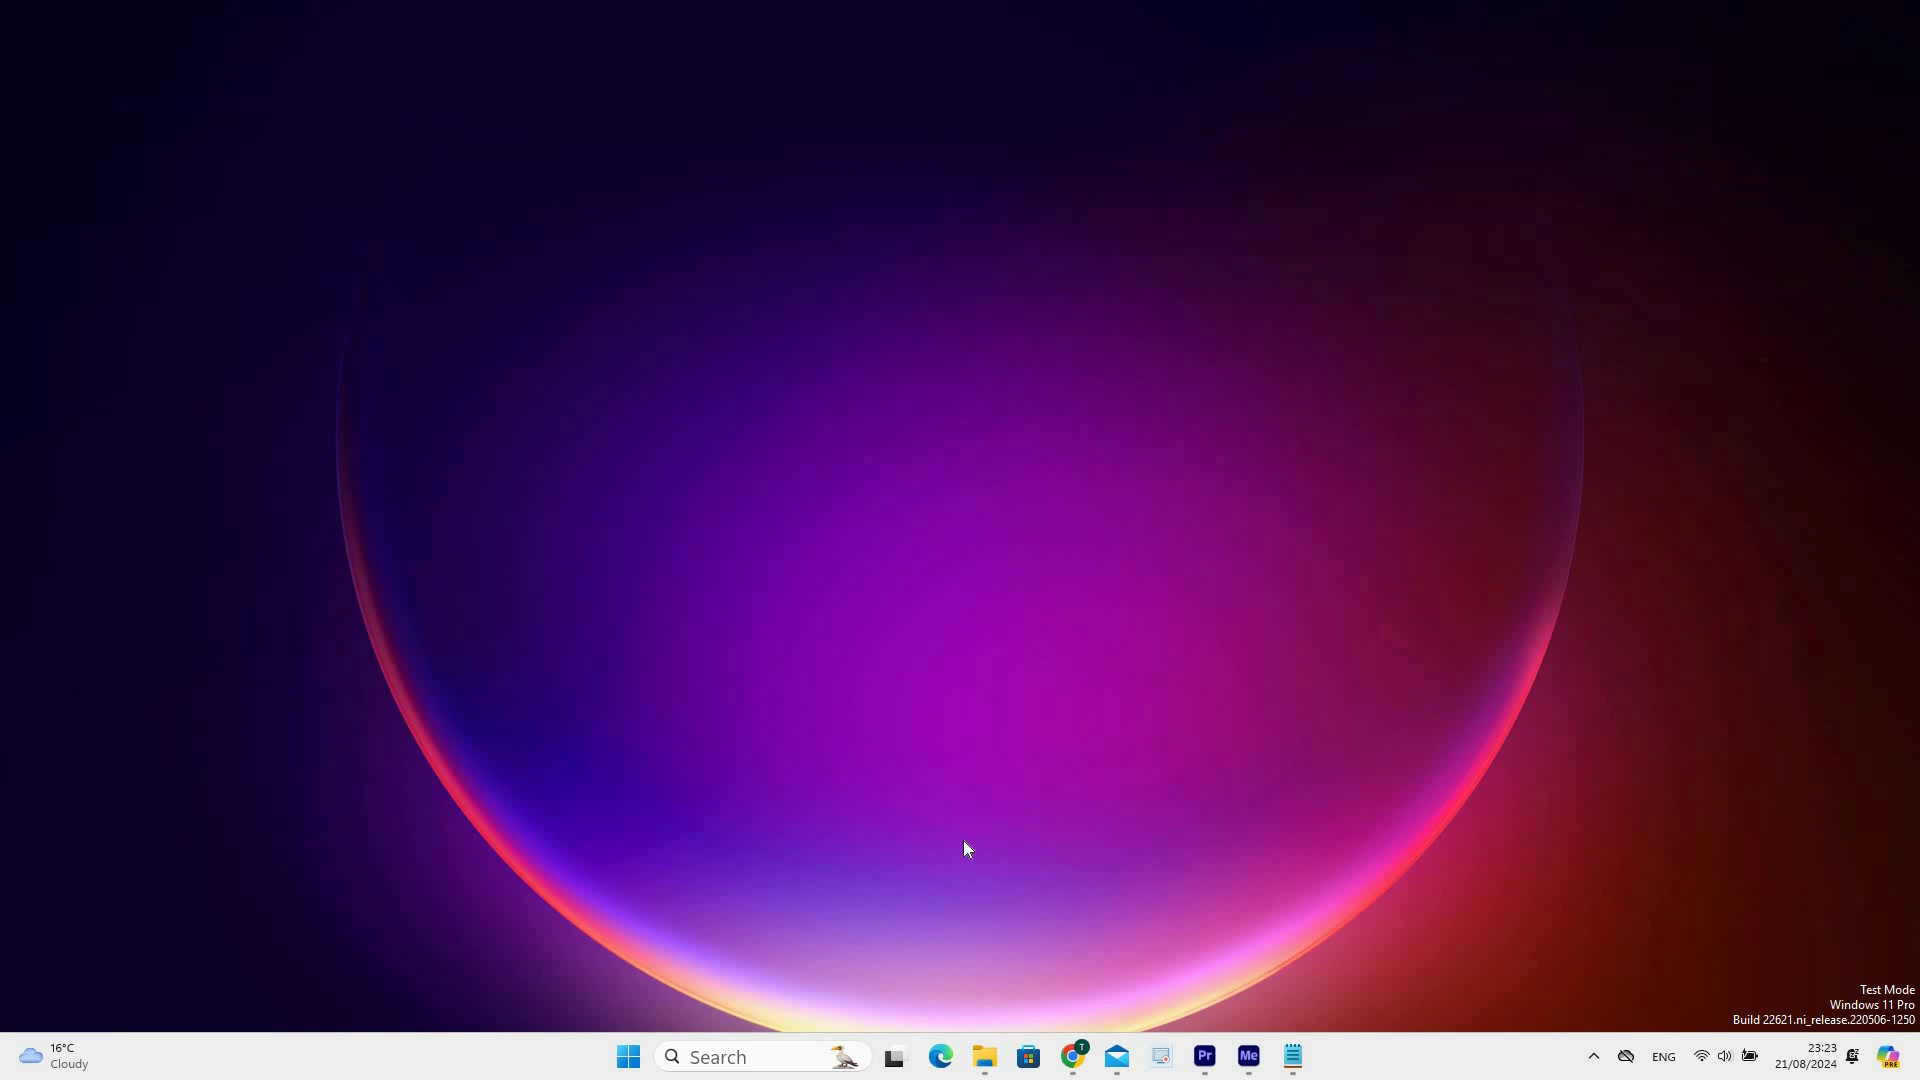 Test Mode
Windows 11 Pro
Build 22621.ni_release.220506-1250
16°C
Cloudy
Search
T
Pr
Me
ENG
23:23
21/08/2024
PRE